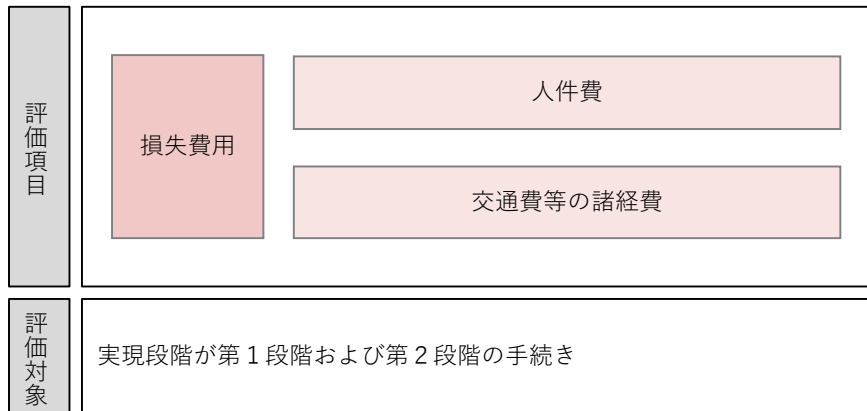 評価項目
損失費用
人件費
交通費等の諸経費
評価対象
実現段階が第１段階および第２段階の手続き